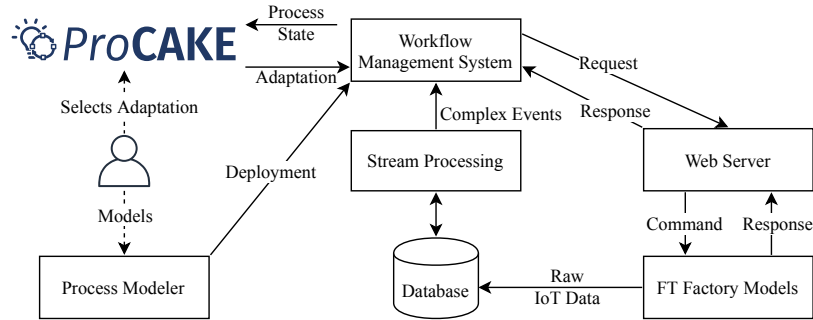 ProCAKE
Process
State
Adaptation
Workflow
Management System
Request
Response
Selects Adaptation
Complex Events
Deployment
Stream Processing
Web Server
Models
Command
Response
Process Modeler
Database
Raw
IoT Data
FT Factory Models